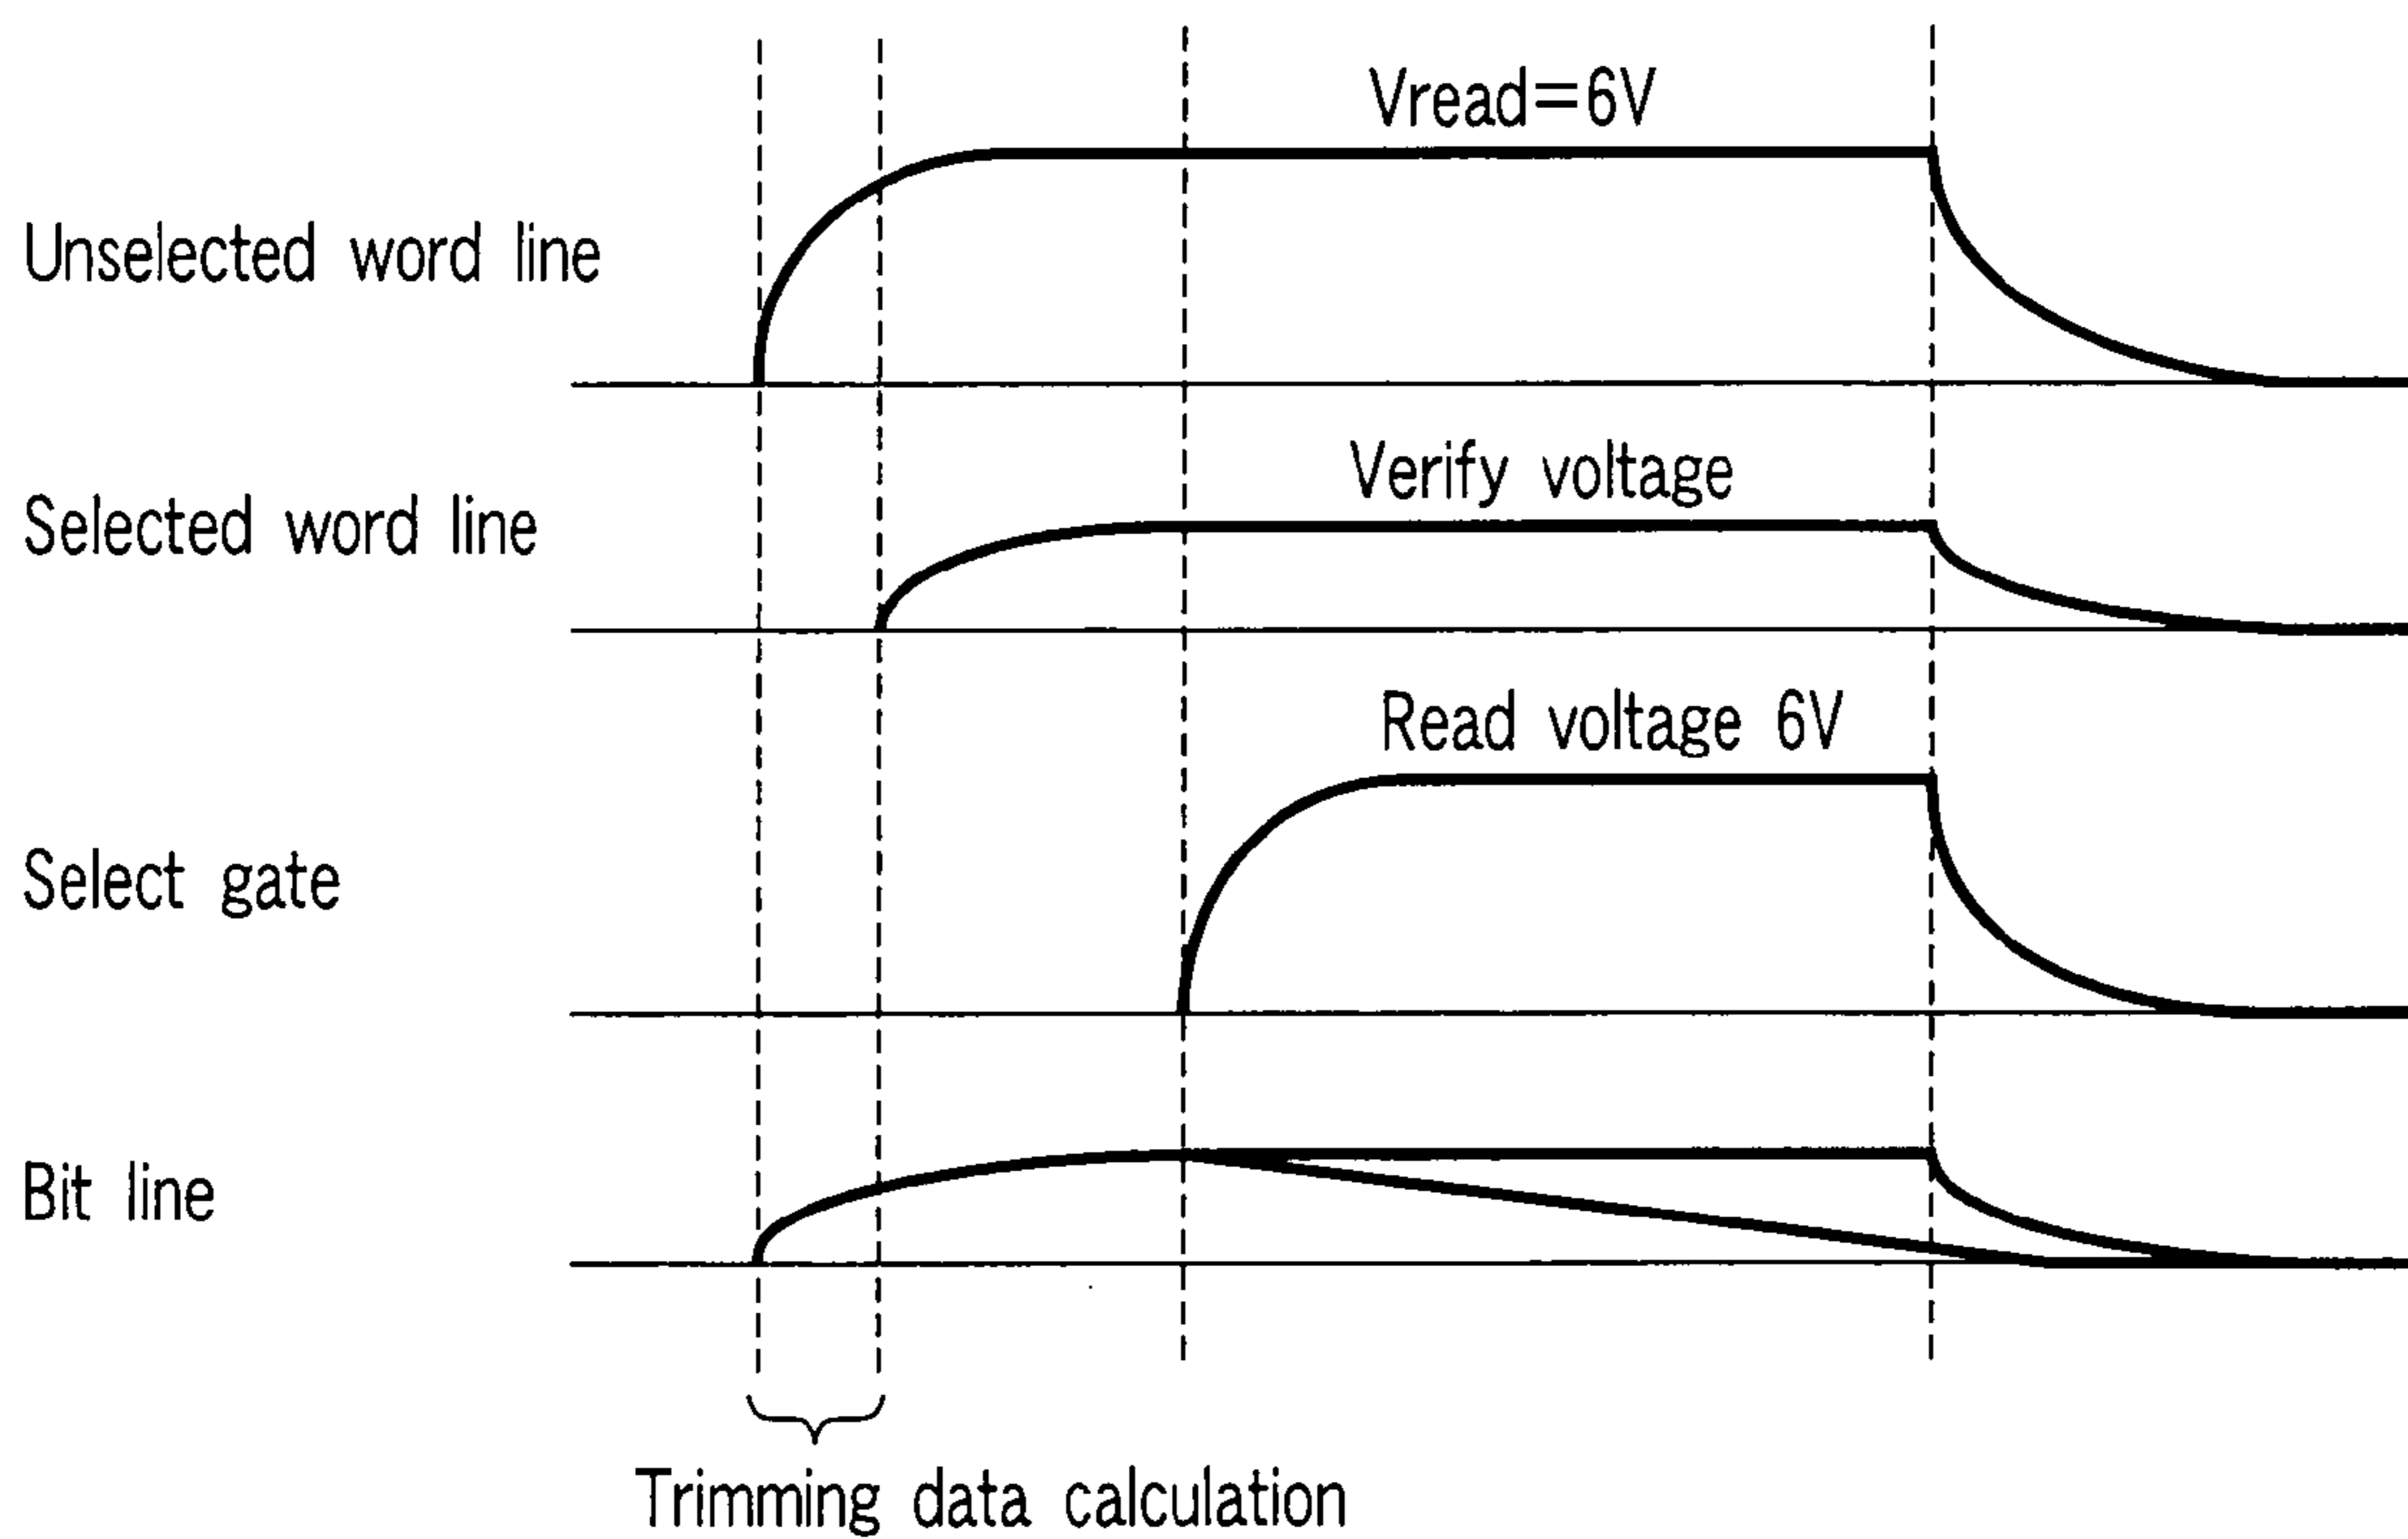 Vread=6V
Unselected word line
Verify voltage
Selected word line
Read voltage 6V
Select gate
Bit line
Trimming data calculation